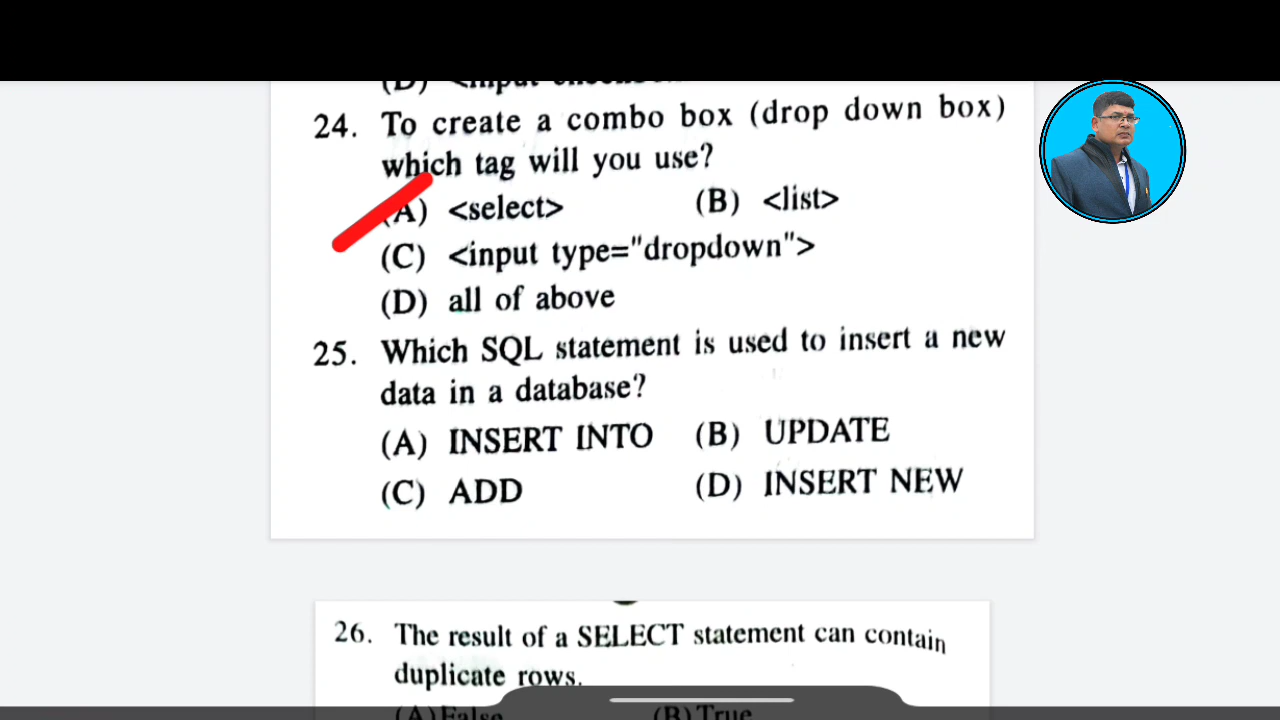 24. To create a combo box (drop down box)
which tag will you use?
(A) <select> (B) <list>
(C) <input type="dropdown">
(D) all of above
25. Which SQL statement is used to insert a new
data in a database?
(A) INSERT INTO (B) UPDATE
(C) ADD (D) INSERT NEW
26. The result of a SELECT statement can contain
duplicate rows.
(A) False (B) True